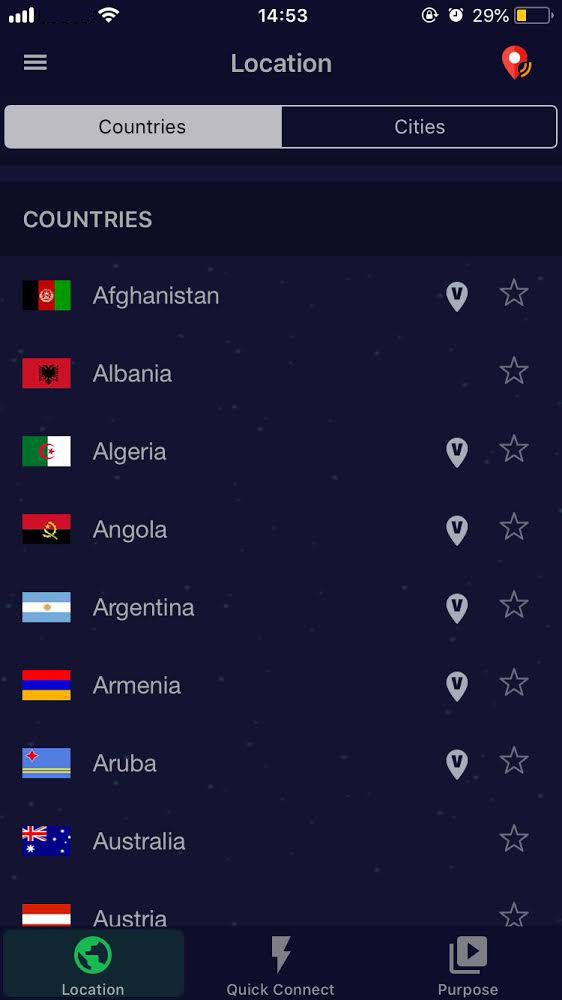 14:53 29%
Location
Countries Cities
COUNTRIES
Afghanistan V
Albania
Algeria V
Angola V
Argentina V
Armenia V
Aruba V
Australia
Austria
Location Quick Connect Purpose